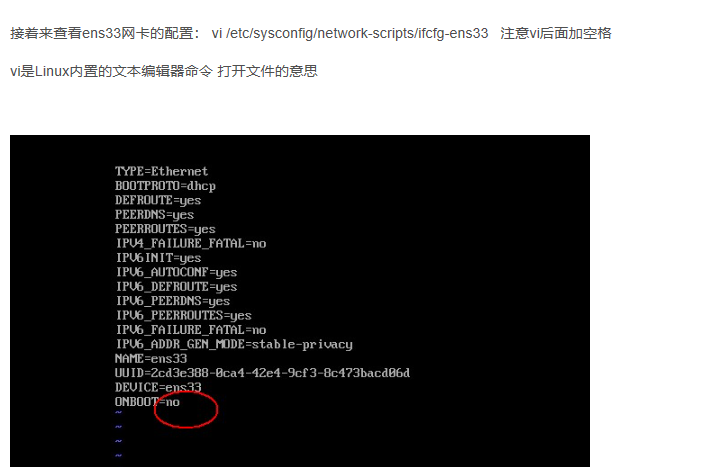 接着来查看ens33网卡的配置： vi /etc/sysconfig/network-scripts/ifcfg-ens33 注意vi后面加空格
vi是Linux内置的文本编辑器命令 打开文件的意思
TYPE=Ethernet
BOOTPROTO=dhcp
DEFROUTE=yes
PEERDNS=yes
PEERROUTES=yes
IPV4_FAILURE_FATAL=no
IPV6INIT=yes
IPV6_AUTOCONF=yes
IPV6_DEFROUTE=yes
IPV6_PEERDNS=yes
IPV6_PEERROUTES=yes
IPV6_FAILURE_FATAL=no
IPV6_ADDR_GEN_MODE=stable-privacy
NAME=ens33
UUID=2cd3e388-0ca4-42e4-9cf3-8c473bacd06d
DEVICE=ens33
ONBOOT=no
~
~
~
~